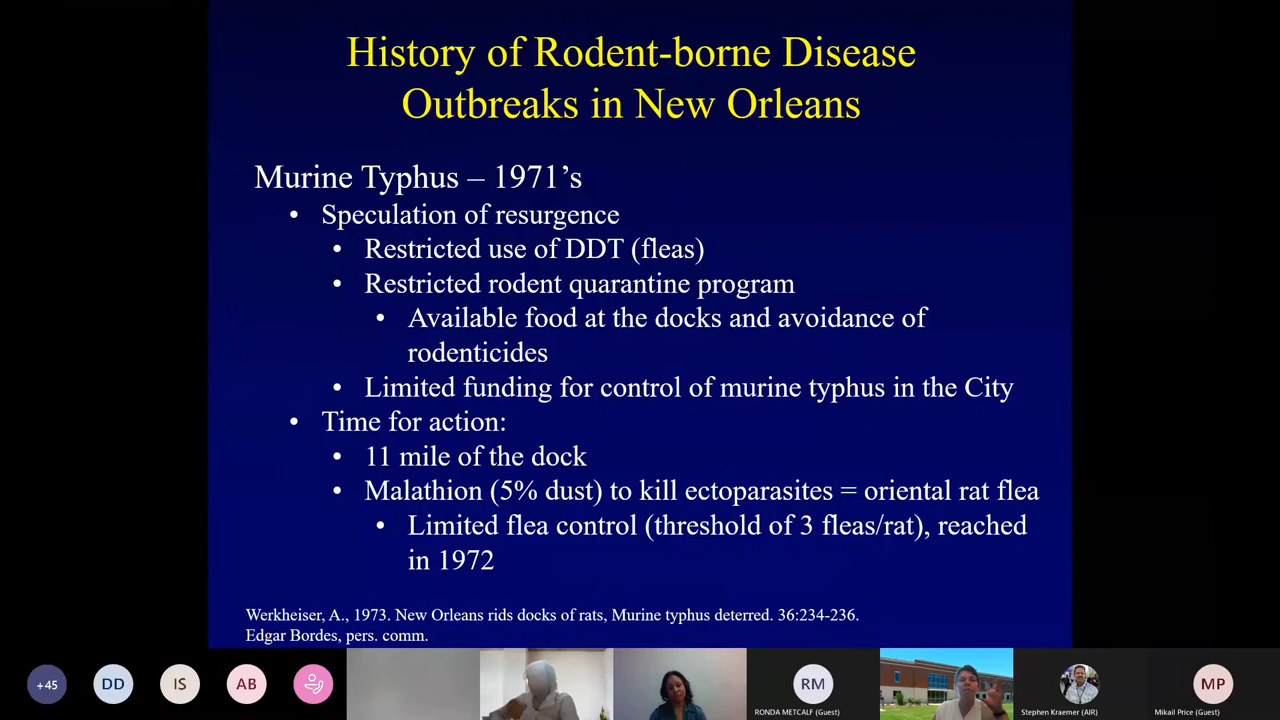 History of Rodent-borne Disease
Outbreaks in New Orleans
Murine Typhus – 1971’s
• Speculation of resurgence
• Restricted use of DDT (fleas)
• Restricted rodent quarantine program
• Available food at the docks and avoidance of
rodenticides
• Limited funding for control of murine typhus in the City
• Time for action:
• 11 mile of the dock
• Malathion (5% dust) to kill ectoparasites = oriental rat flea
• Limited flea control (threshold of 3 fleas/rat), reached
in 1972
Werkheiser, A., 1973. New Orleans rids docks of rats, Murine typhus deterred. 36:234-236.
Edgar Bordes, pers. comm.
+45
DD
IS
AB
RM
MP
RONDA METCALF (Guest)
Stephen Kraemer (AIR)
Mikail Price (Guest)